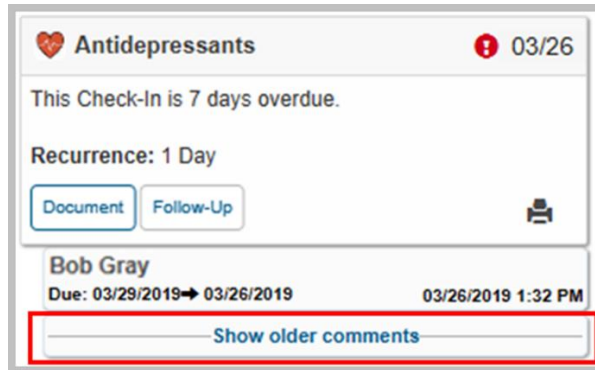 Antidepressants 03/26
This Check-In is 7 days overdue.
Recurrence: 1 Day
Document Follow-Up
Bob Gray
Due: 03/29/2019➔ 03/26/2019 03/26/2019 1:32 PM
Show older comments